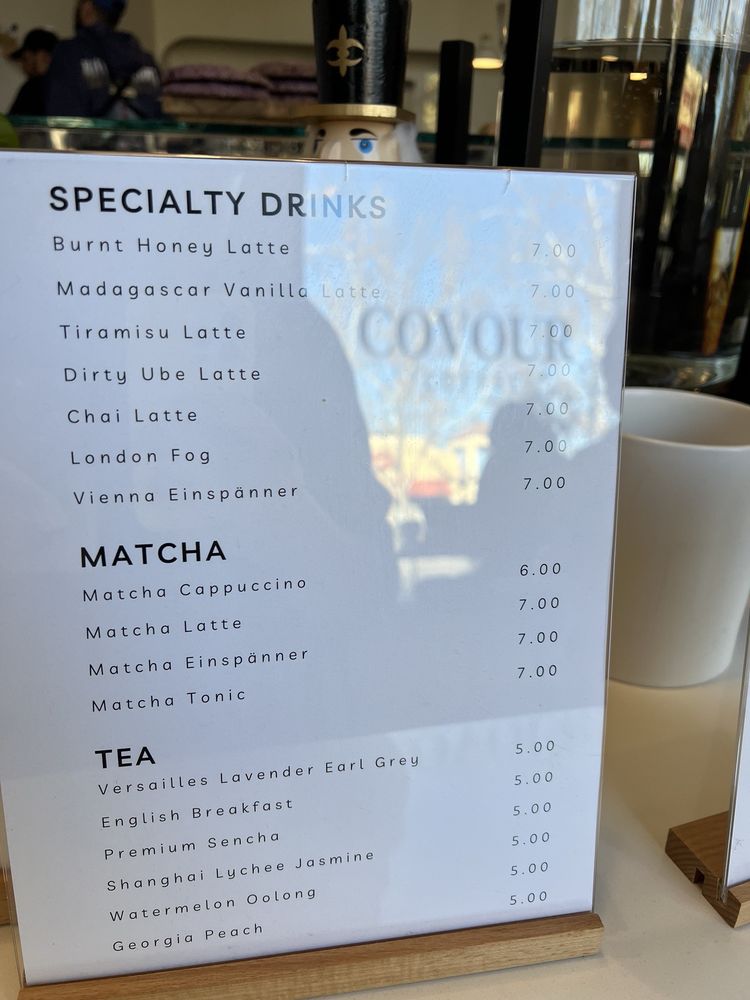 SPECIALTY DRINKS
Burnt Honey Latte 7.00
Madagascar Vanilla Latte 7.00
Tiramisu Latte 7.00
Dirty Ube Latte 7.00
Chai Latte 7.00
London Fog 7.00
Vienna Einspänner 7.00
COVOUR
MATCHA
Matcha Cappuccino 6.00
Matcha Latte 7.00
Matcha Einspänner 7.00
Matcha Tonic 7.00
TEA
Versailles Lavender Earl Grey 5.00
English Breakfast 5.00
Premium Sencha 5.00
Shanghai Lychee Jasmine 5.00
Watermelon Oolong 5.00
Georgia Peach 5.00